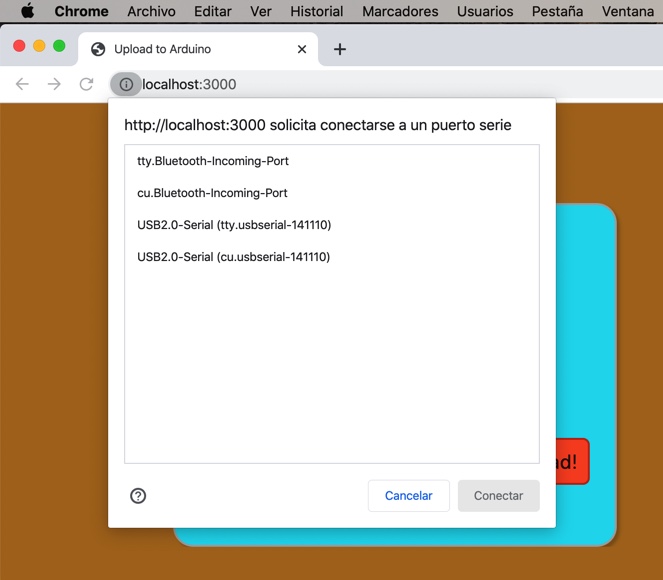 Chrome Archivo Editar Ver Historial Marcadores Usuarios Pestaña Ventana
Upload to Arduino
localhost:3000
http://localhost:3000 solicita conectarse a un puerto serie
tty.Bluetooth-Incoming-Port
cu.Bluetooth-Incoming-Port
USB2.0-Serial (tty.usbserial-141110)
USB2.0-Serial (cu.usbserial-141110)
Cancelar Conectar